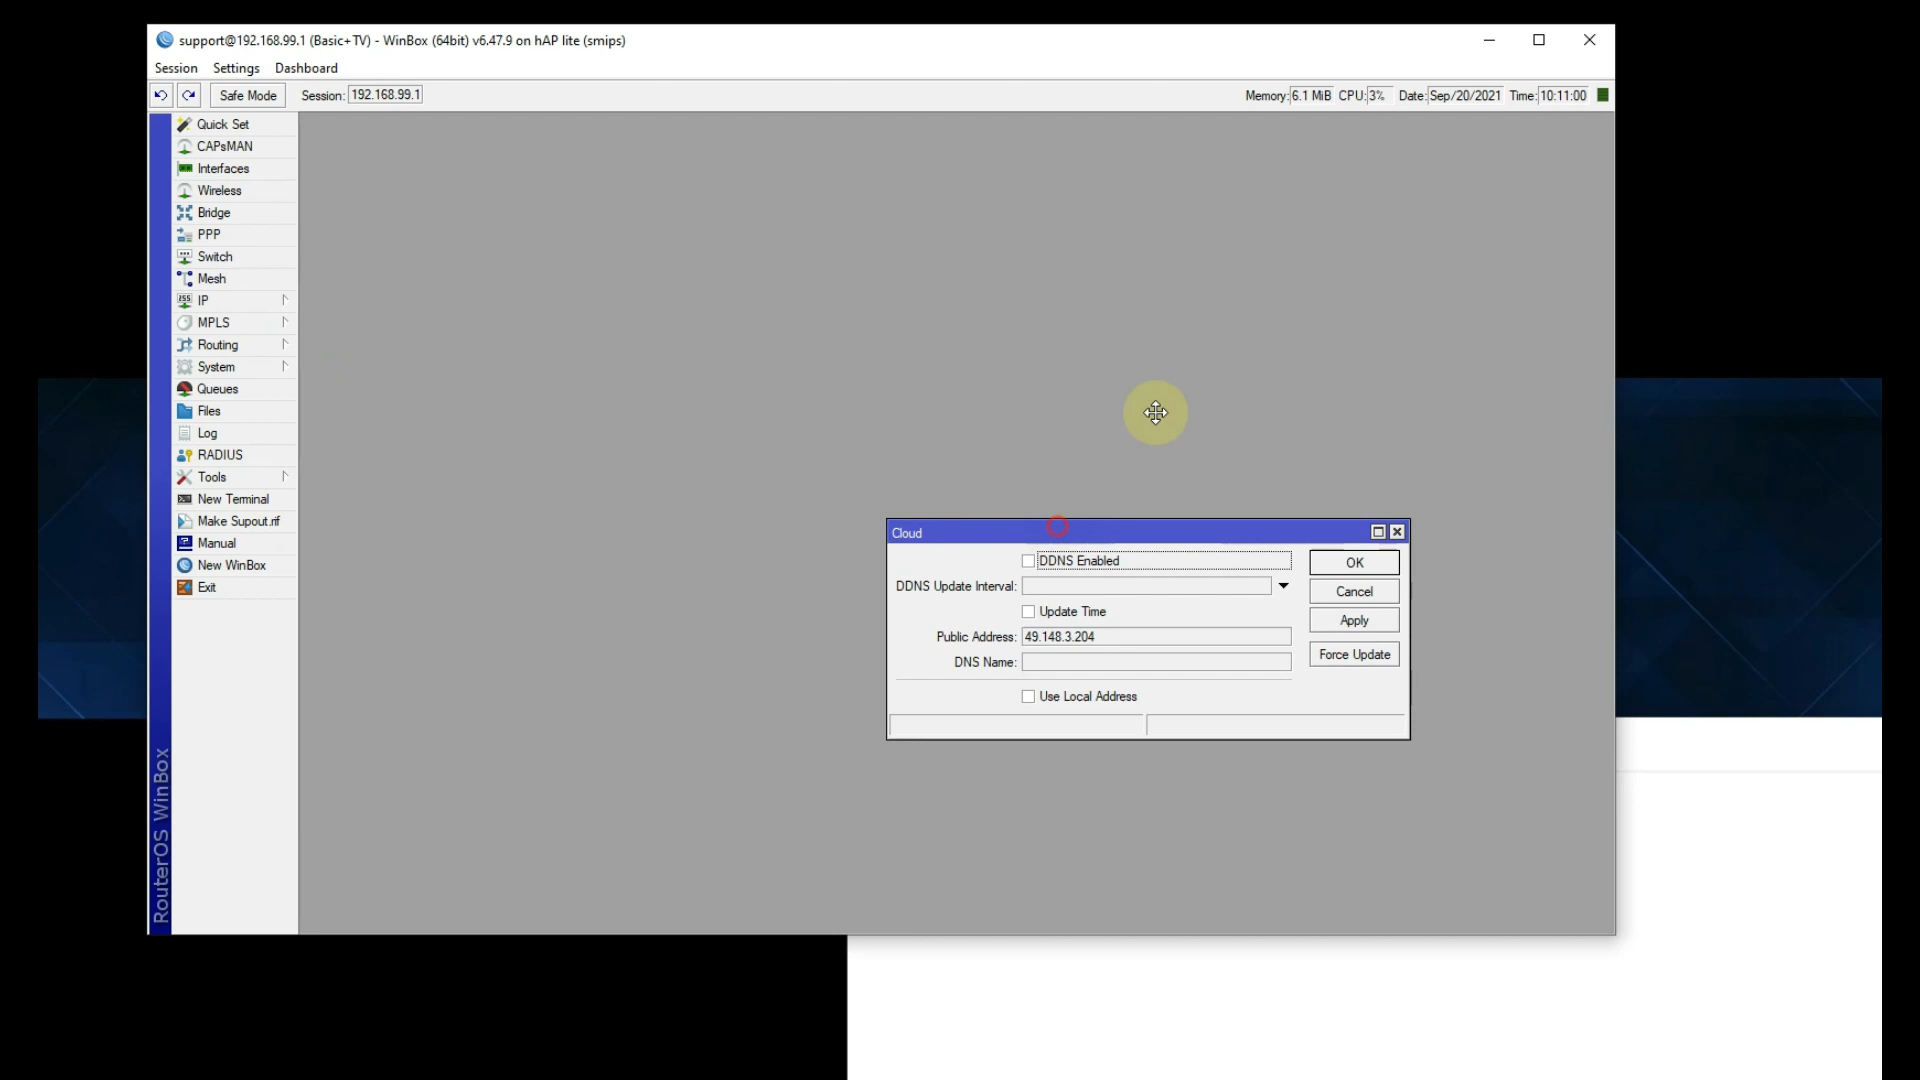 support@192.168.99.1 (Basic+TV) - WinBox (64bit) v6.47.9 on hAP lite (smips)
Session Settings Dashboard
Safe Mode Session: 192.168.99.1 Memory: 6.1 MiB CPU: 3% Date: Sep/20/2021 Time: 10:11:00
Quick Set
CAPsMAN
Interfaces
Wireless
Bridge
PPP
Switch
Mesh
IP
MPLS
Routing
System
Queues
Files
Log
RADIUS
Tools
New Terminal
Make Supout.rif
Manual
New WinBox
Exit
RouterOS WinBox
Cloud
DDNS Enabled OK
DDNS Update Interval: Cancel
Update Time Apply
Public Address: 49.148.3.204
DNS Name: Force Update
Use Local Address